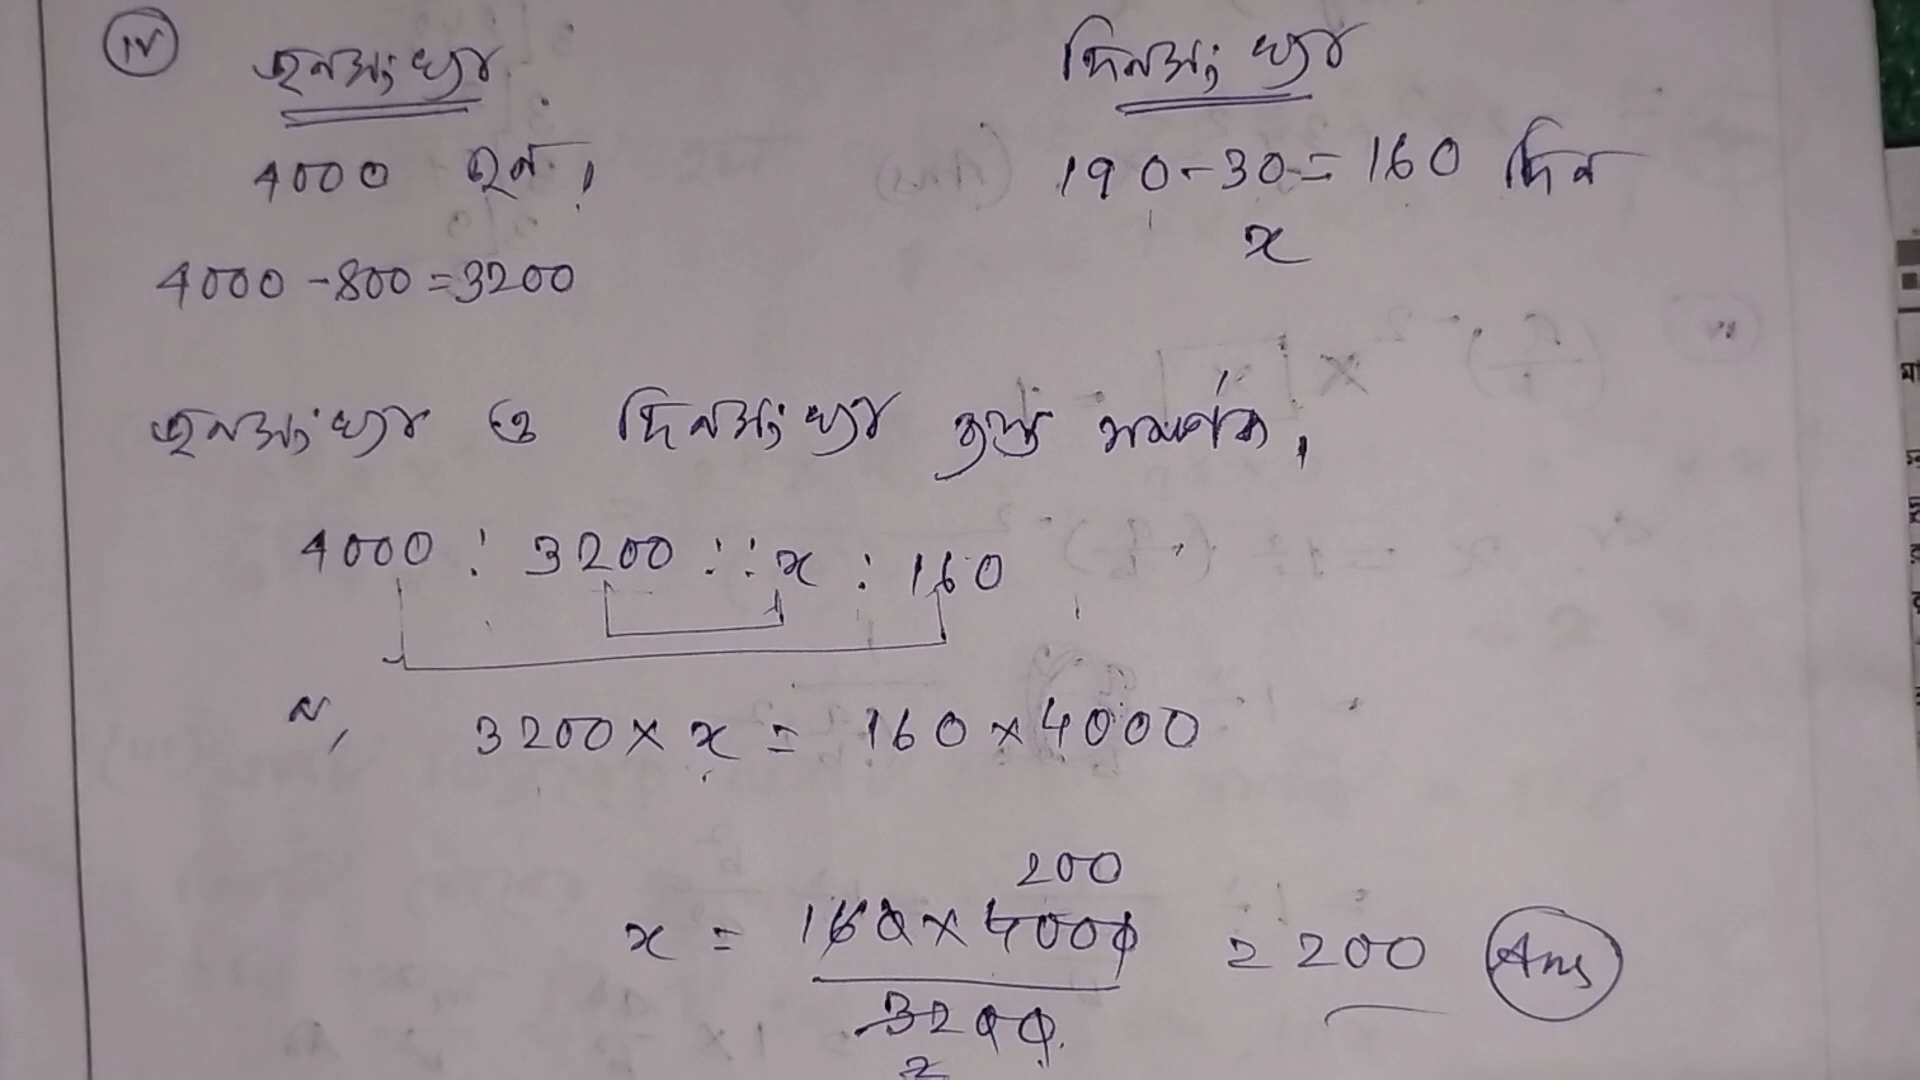 iv জনসংখ্যা দিনসংখ্যা
4000 জন। 190-30=160 দিন
4000-800=3200 x
জনসংখ্যা ও দিনসংখ্যা ব্যস্ত সম্পর্ক,
4000 : 3200 :: x : 160
বা, 3200 × x = 160 × 4000
200
x = 160×4000 = 200 Ans
3200
2